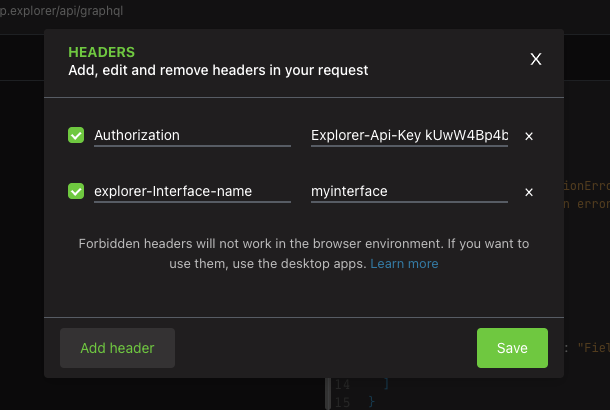 p.explorer/api/graphql
HEADERS
Add, edit and remove headers in your request
X
Authorization
Explorer-Api-Key kUwW4Bp4b
×
explorer-Interface-name
myinterface
×
ionErro
n erro
Forbidden headers will not work in the browser environment. If you want to
use them, use the desktop apps. Learn more
Add header
Save
: "Fiel
14 ]
15 }